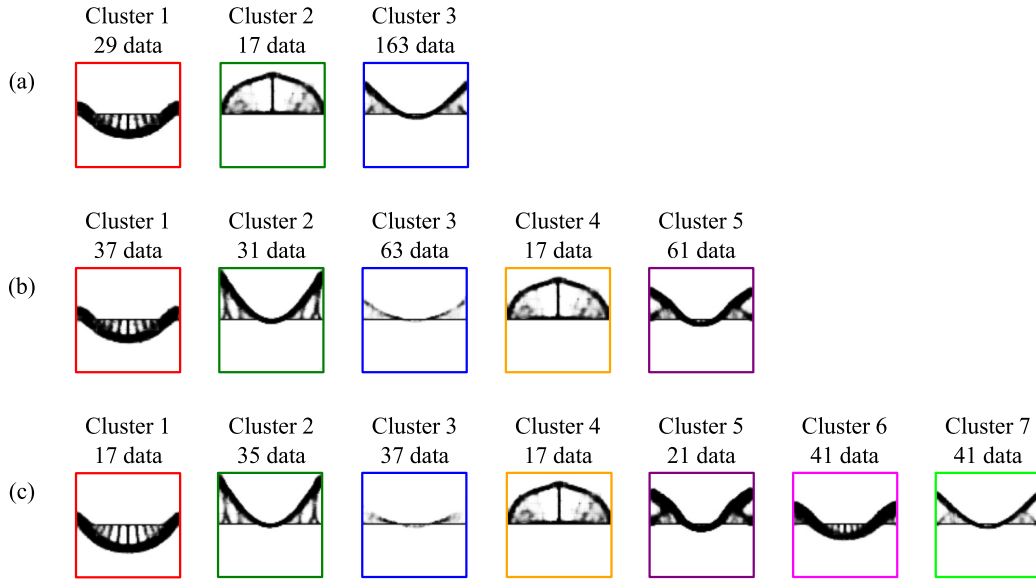 Cluster 1 Cluster 2 Cluster 3
29 data 17 data 163 data
(a)
Cluster 1 Cluster 2 Cluster 3 Cluster 4 Cluster 5
37 data 31 data 63 data 17 data 61 data
(b)
Cluster 1 Cluster 2 Cluster 3 Cluster 4 Cluster 5 Cluster 6 Cluster 7
17 data 35 data 37 data 17 data 21 data 41 data 41 data
(c)